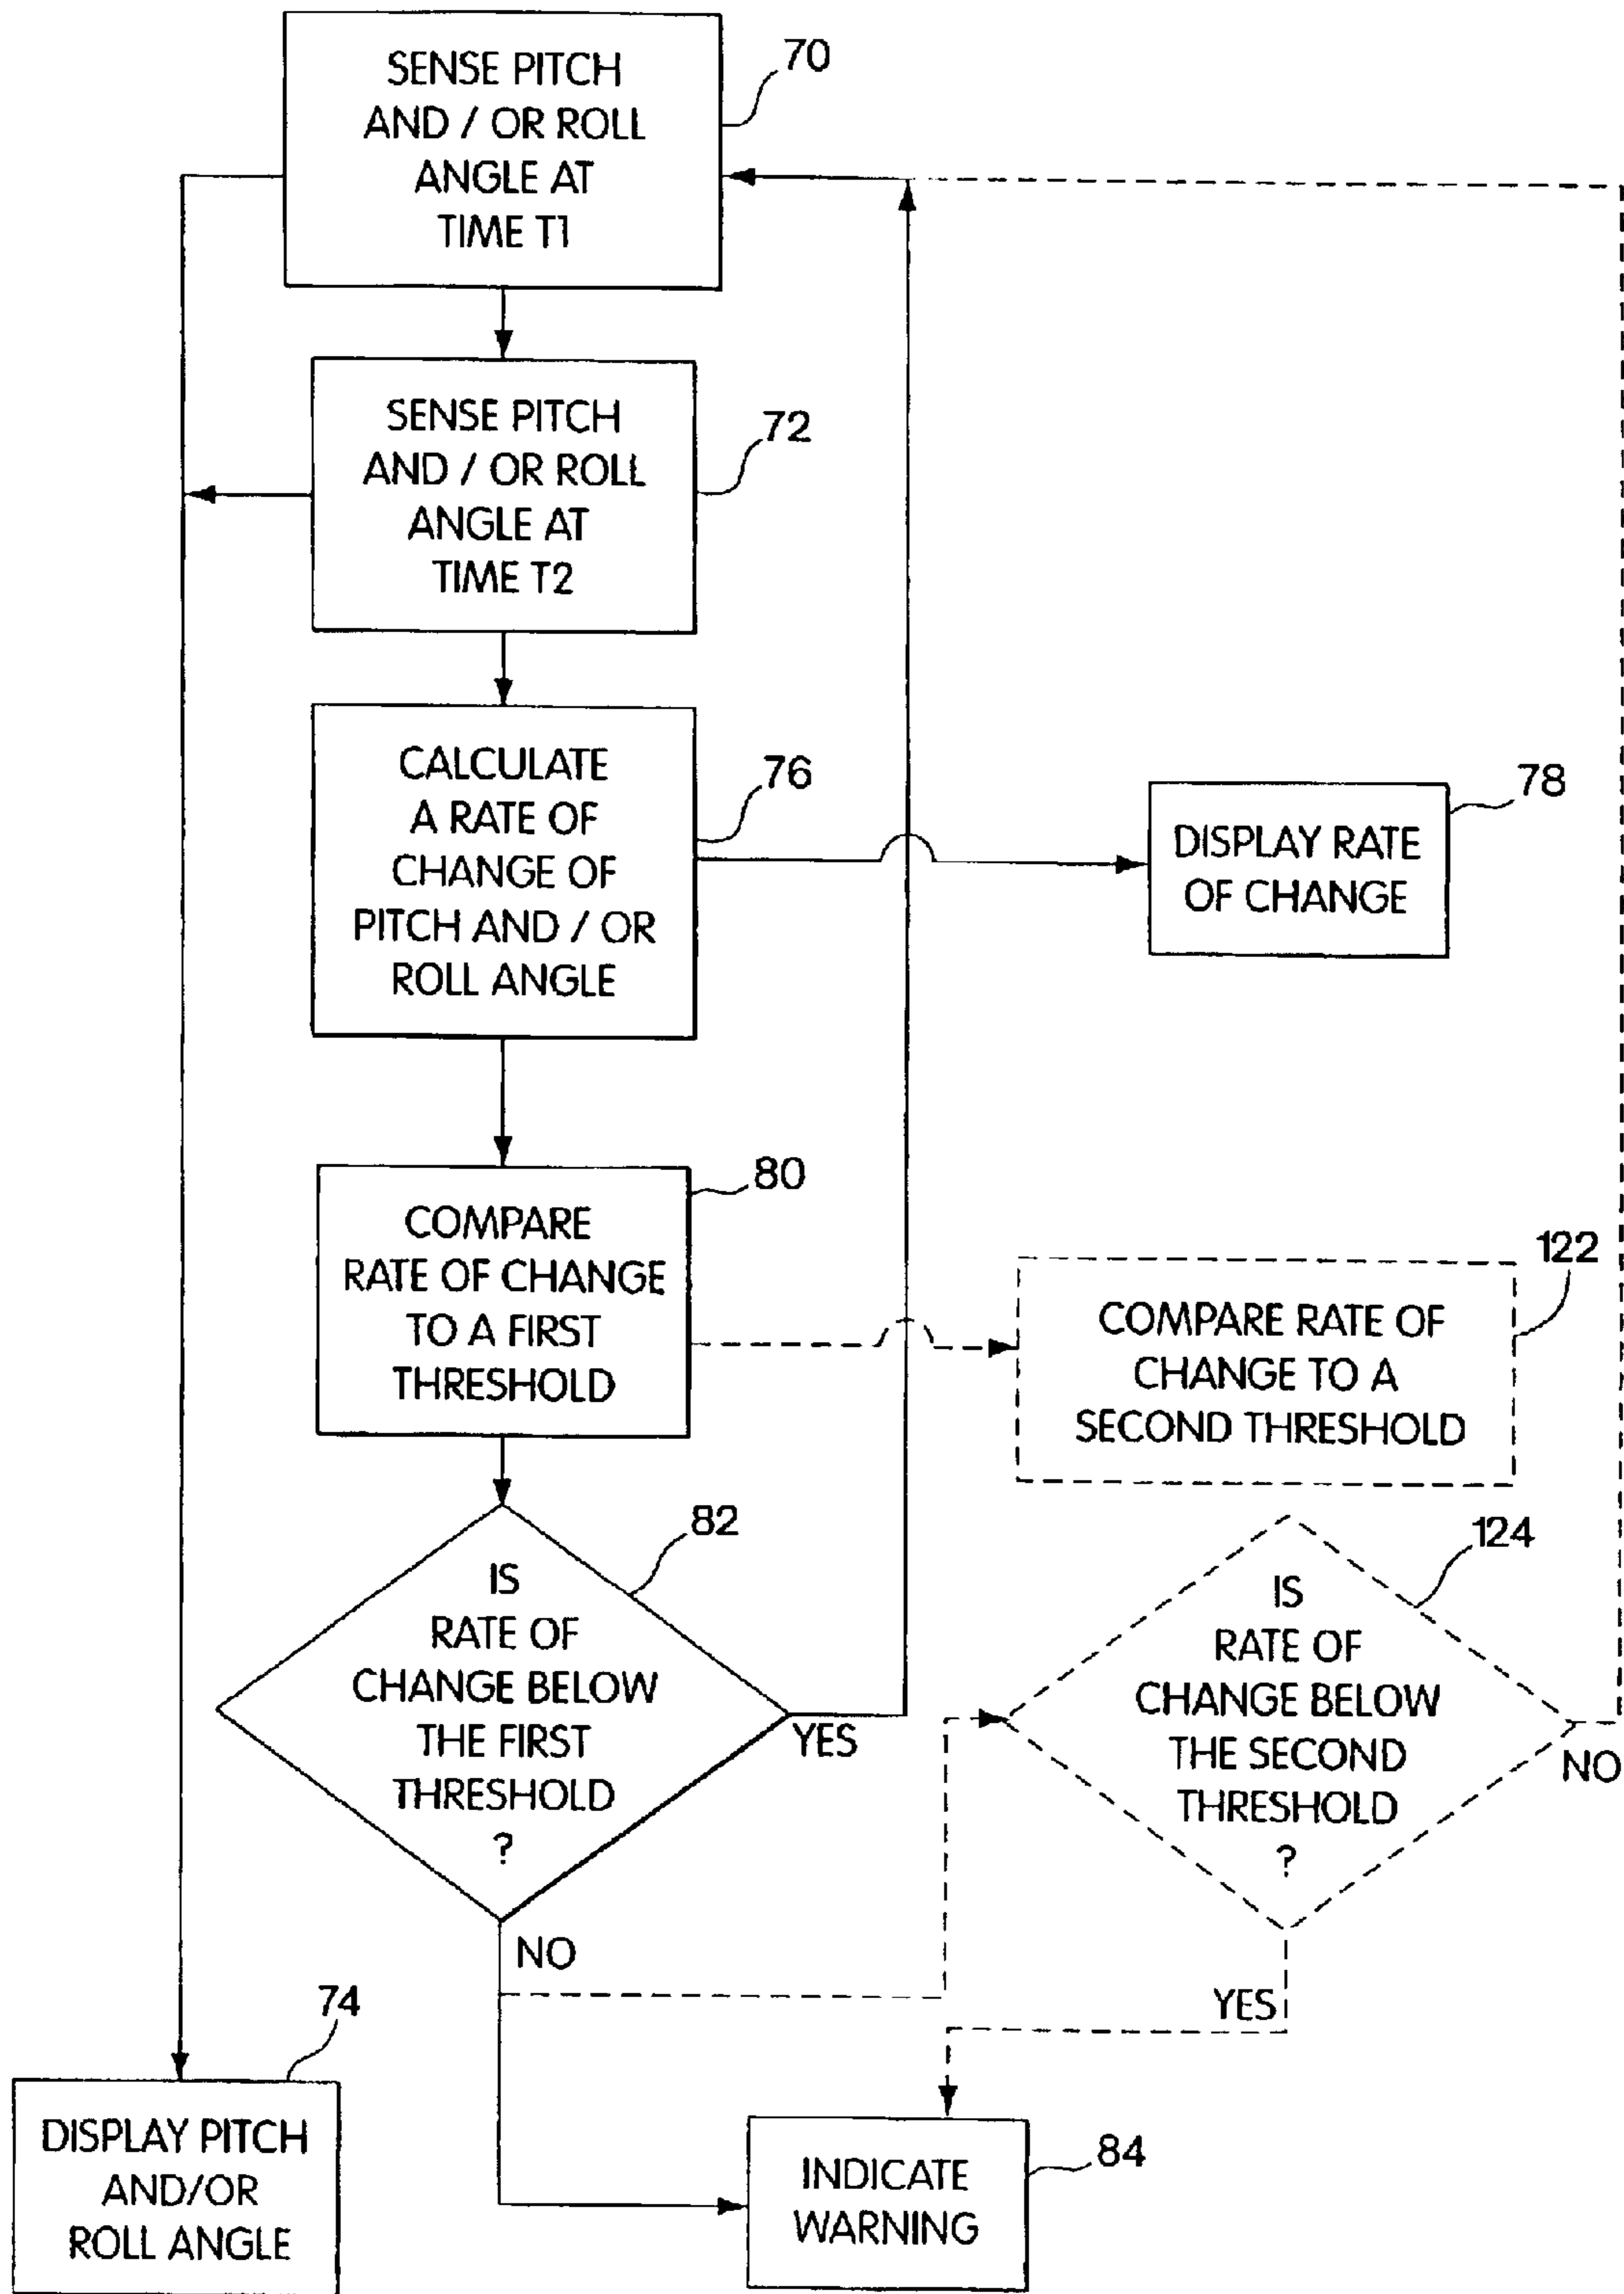 SENSE PITCH
AND / OR ROLL
ANGLE AT
TIME T1
70
SENSE PITCH
AND / OR ROLL
ANGLE AT
TIME T2
72
CALCULATE
A RATE OF
CHANGE OF
PITCH AND / OR
ROLL ANGLE
76
DISPLAY RATE
OF CHANGE
78
COMPARE
RATE OF CHANGE
TO A FIRST
THRESHOLD
80
COMPARE RATE OF
CHANGE TO A
SECOND THRESHOLD
122
IS
RATE OF
CHANGE BELOW
THE FIRST
THRESHOLD
?
82
YES
NO
IS
RATE OF
CHANGE BELOW
THE SECOND
THRESHOLD
?
124
NO
YES
DISPLAY PITCH
AND/OR
ROLL ANGLE
74
INDICATE
WARNING
84